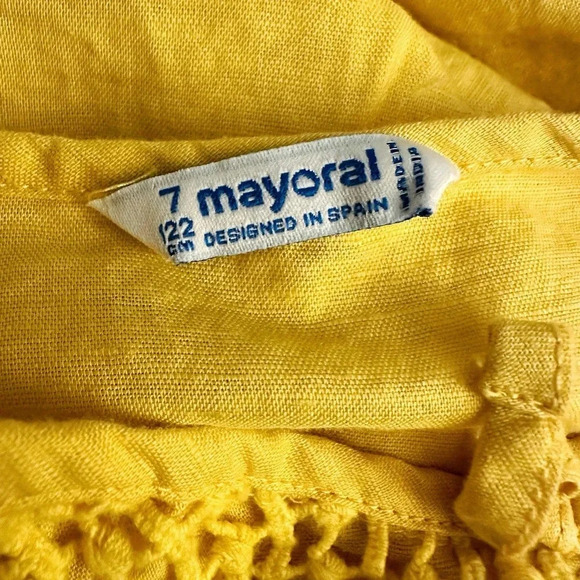 7
122
cm
mayoral
DESIGNED IN SPAIN
MADE IN
INDIA